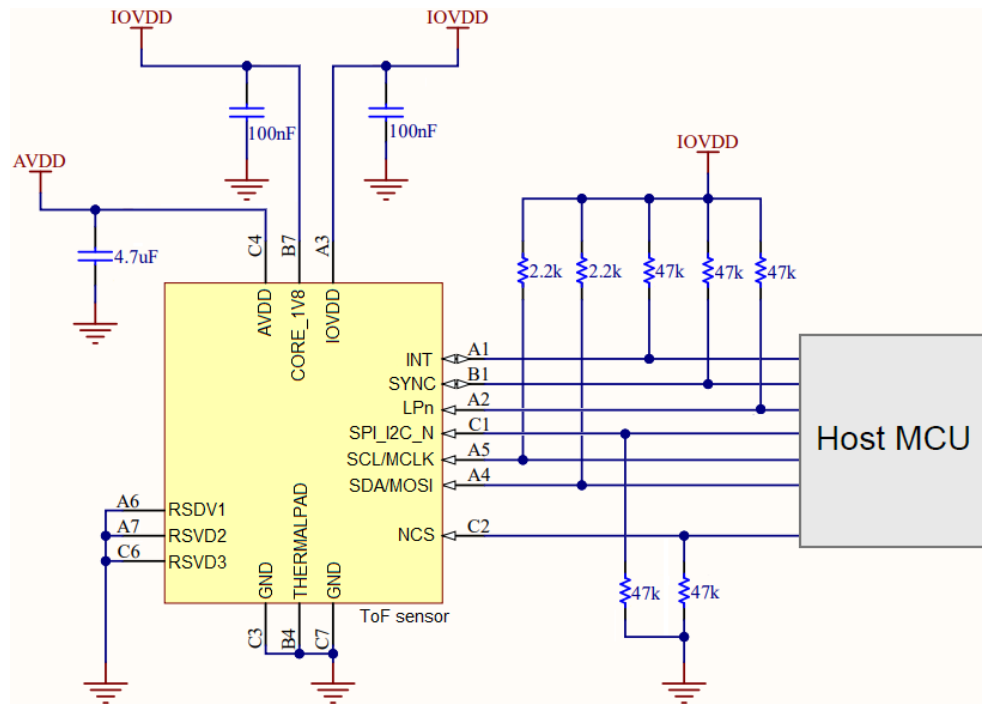 IOVDD
IOVDD
100nF
100nF
IOVDD
AVDD
4.7uF
C4
B7
A3
2.2k
2.2k
47k
47k
47k
AVDD
CORE_1V8
IOVDD
INT
A1
SYNC
B1
LPn
A2
SPI_I2C_N
C1
SCL/MCLK
A5
SDA/MOSI
A4
Host MCU
A6
RSDV1
A7
RSVD2
C6
RSVD3
NCS
C2
GND
THERMALPAD
GND
47k
47k
ToF sensor
C3
B4
C7